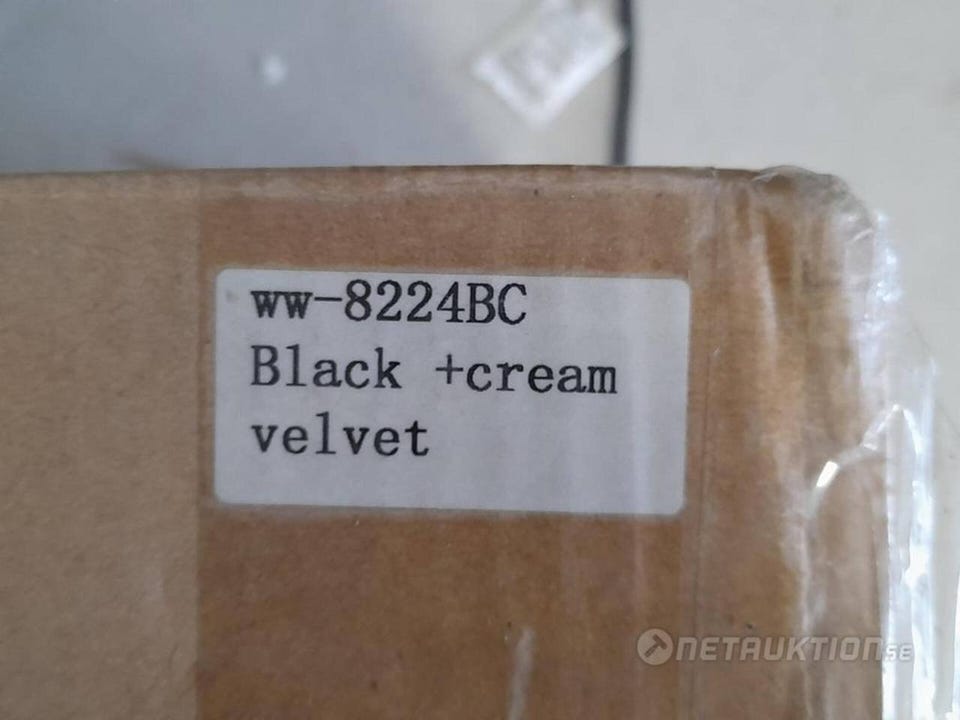 ww-8224BC
Black +cream
velvet
NETAUKTION.SE